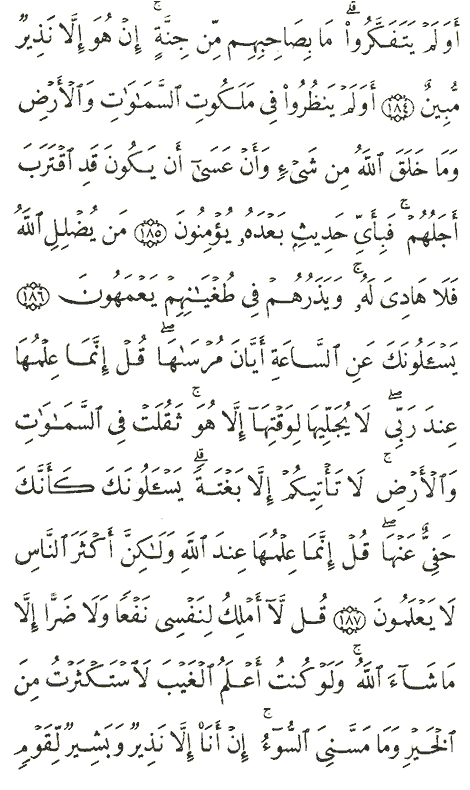 أَوَلَمْ يَتَفَكَّرُوا۟ ۗ مَا بِصَاحِبِهِم مِّن جِنَّةٍ ۚ إِنْ هُوَ إِلَّا نَذِيرٌ
مُّبِينٌ ﴿١٨٤﴾ أَوَلَمْ يَنظُرُوا۟ فِى مَلَكُوتِ ٱلسَّمَٰوَٰتِ وَٱلْأَرْضِ
وَمَا خَلَقَ ٱللَّهُ مِن شَىْءٍ وَأَنْ عَسَىٰٓ أَن يَكُونَ قَدِ ٱقْتَرَبَ
أَجَلُهُمْ ۖ فَبِأَىِّ حَدِيثٍۭ بَعْدَهُۥ يُؤْمِنُونَ ﴿١٨٥﴾ مَن يُضْلِلِ ٱللَّهُ
فَلَا هَادِىَ لَهُۥ ۚ وَيَذَرُهُمْ فِى طُغْيَٰنِهِمْ يَعْمَهُونَ ﴿١٨٦﴾
يَسْـَٔلُونَكَ عَنِ ٱلسَّاعَةِ أَيَّانَ مُرْسَىٰهَا ۖ قُلْ إِنَّمَا عِلْمُهَا
عِندَ رَبِّى ۖ لَا يُجَلِّيهَا لِوَقْتِهَآ إِلَّا هُوَ ۚ ثَقُلَتْ فِى ٱلسَّمَٰوَٰتِ
وَٱلْأَرْضِ ۚ لَا تَأْتِيكُمْ إِلَّا بَغْتَةً ۗ يَسْـَٔلُونَكَ كَأَنَّكَ
حَفِىٌّ عَنْهَا ۖ قُلْ إِنَّمَا عِلْمُهَا عِندَ ٱللَّهِ وَلَٰكِنَّ أَكْثَرَ ٱلنَّاسِ
لَا يَعْلَمُونَ ﴿١٨٧﴾ قُل لَّآ أَمْلِكُ لِنَفْسِى نَفْعًا وَلَا ضَرًّا إِلَّا
مَا شَآءَ ٱللَّهُ ۚ وَلَوْ كُنتُ أَعْلَمُ ٱلْغَيْبَ لَٱسْتَكْثَرْتُ مِنَ
ٱلْخَيْرِ وَمَا مَسَّنِىَ ٱلسُّوٓءُ ۚ إِنْ أَنَا۠ إِلَّا نَذِيرٌ وَبَشِيرٌ لِّقَوْمٍ